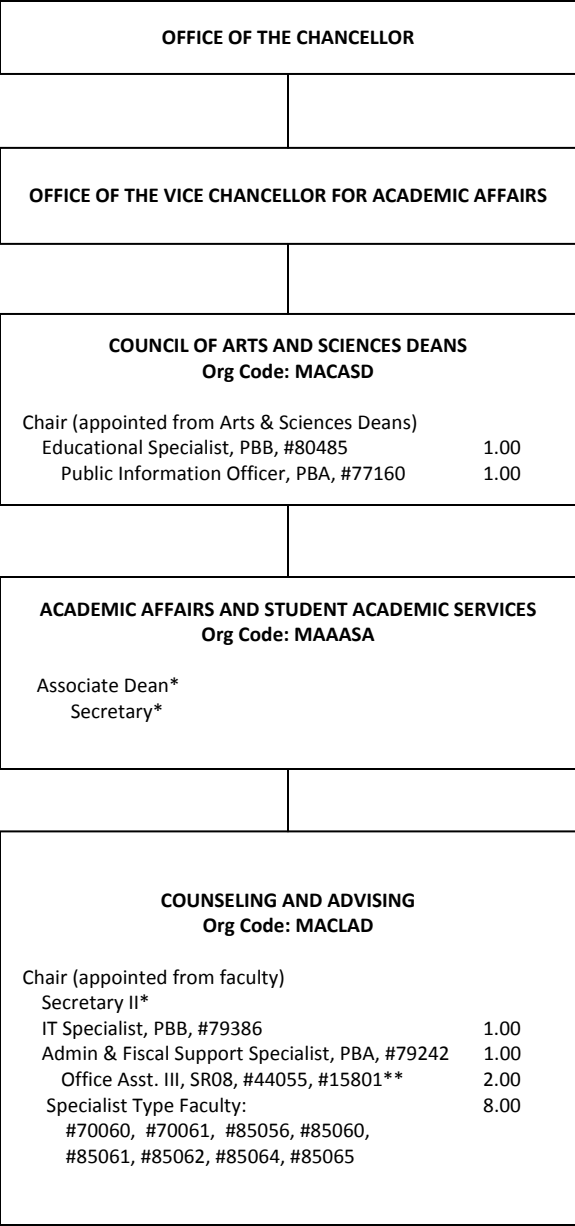 OFFICE OF THE CHANCELLOR
OFFICE OF THE VICE CHANCELLOR FOR ACADEMIC AFFAIRS
COUNCIL OF ARTS AND SCIENCES DEANS
Org Code: MACASD
Chair (appointed from Arts & Sciences Deans)
Educational Specialist, PBB, #80485 1.00
Public Information Officer, PBA, #77160 1.00
ACADEMIC AFFAIRS AND STUDENT ACADEMIC SERVICES
Org Code: MAAASA
Associate Dean*
Secretary*
COUNSELING AND ADVISING
Org Code: MACLAD
Chair (appointed from faculty)
Secretary II*
IT Specialist, PBB, #79386 1.00
Admin & Fiscal Support Specialist, PBA, #79242 1.00
Office Asst. III, SR08, #44055, #15801** 2.00
Specialist Type Faculty: 8.00
#70060, #70061, #85056, #85060,
#85061, #85062, #85064, #85065